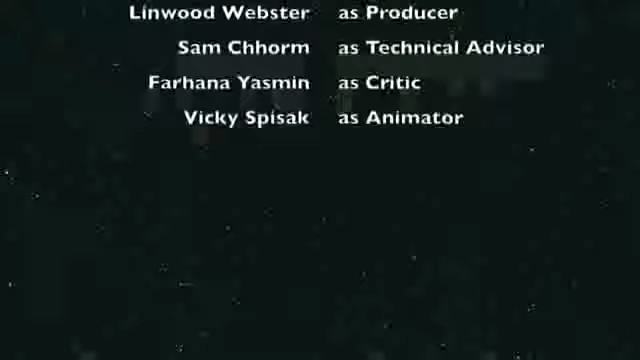 Linwood Webster as Producer
Sam Chhorm as Technical Advisor
Farhana Yasmin as Critic
Vicky Spisak as Animator